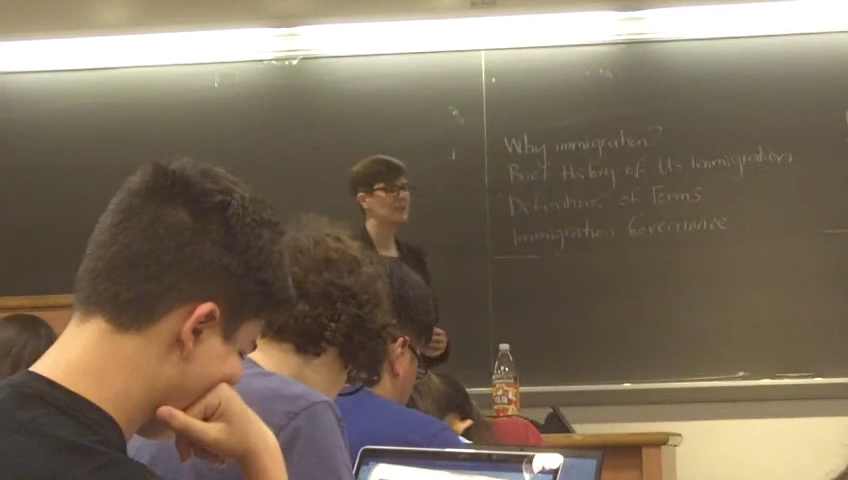 Why immigration?
Brief History of US Immigration
Definitions of Terms
Immigration Governance